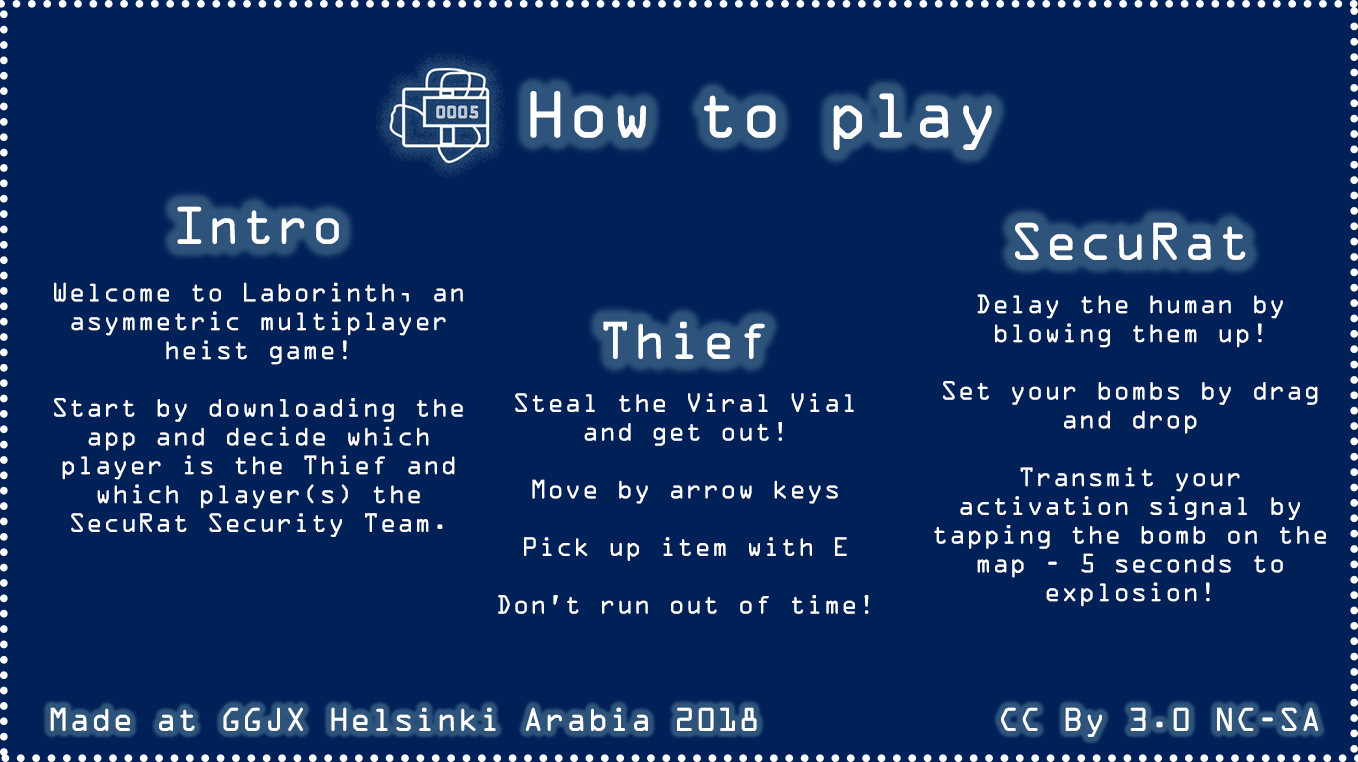 0005
How to play
Intro
Welcome to Laborinth, an
asymmetric multiplayer
heist game!
Start by downloading the
app and decide which
player is the Thief and
which player(s) the
SecuRat Security Team.
Thief
Steal the Viral Vial
and get out!
Move by arrow keys
Pick up item with E
Don't run out of time!
SecuRat
Delay the human by
blowing them up!
Set your bombs by drag
and drop
Transmit your
activation signal by
tapping the bomb on the
map - 5 seconds to
explosion!
Made at GGJX Helsinki Arabia 2018
CC By 3.0 NC-SA